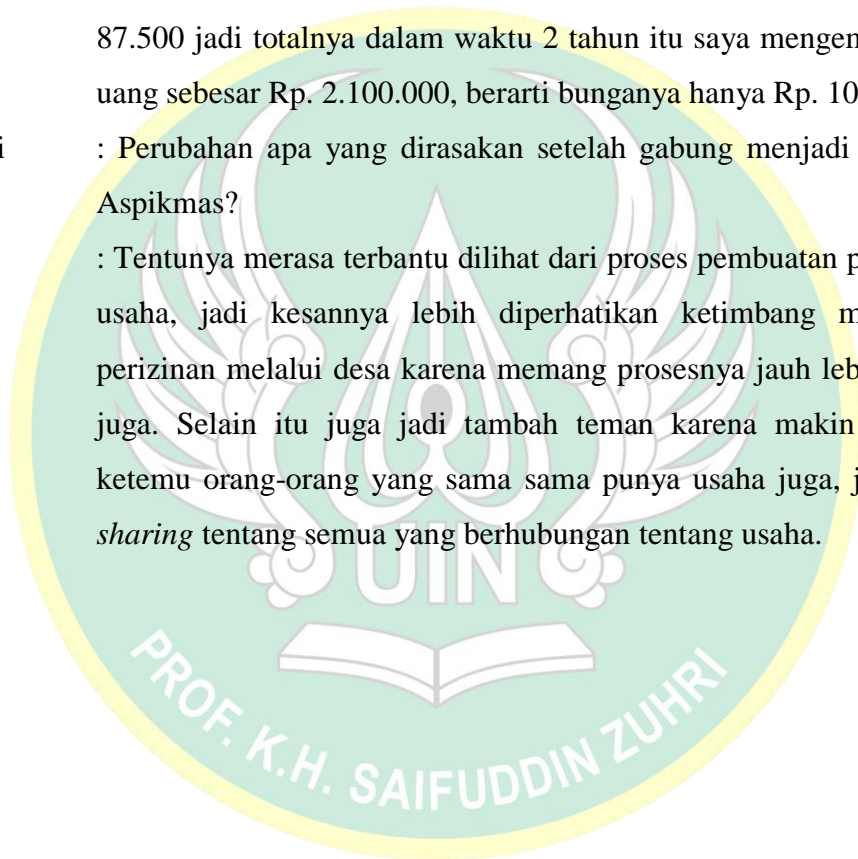 87.500 jadi totalnya dalam waktu 2 tahun itu saya
uang sebesar Rp. 2.100.000, berarti bunganya hanya Rp.
: Perubahan apa yang dirasakan setelah gabung menjadi
Aspikmas?
: Tentunya merasa terbantu dilihat dari proses pembuatan
usaha, jadi kesannya lebih diperhatikan ketimbang
perizinan melalui desa karena memang prosesnya jauh
juga. Selain itu juga jadi tambah teman karena makin
ketemu orang-orang yang sama sama punya usaha juga,
sharing tentang semua yang berhubungan tentang usaha.
UIN
PROF. K.H. SAIFUDDIN ZUHRI